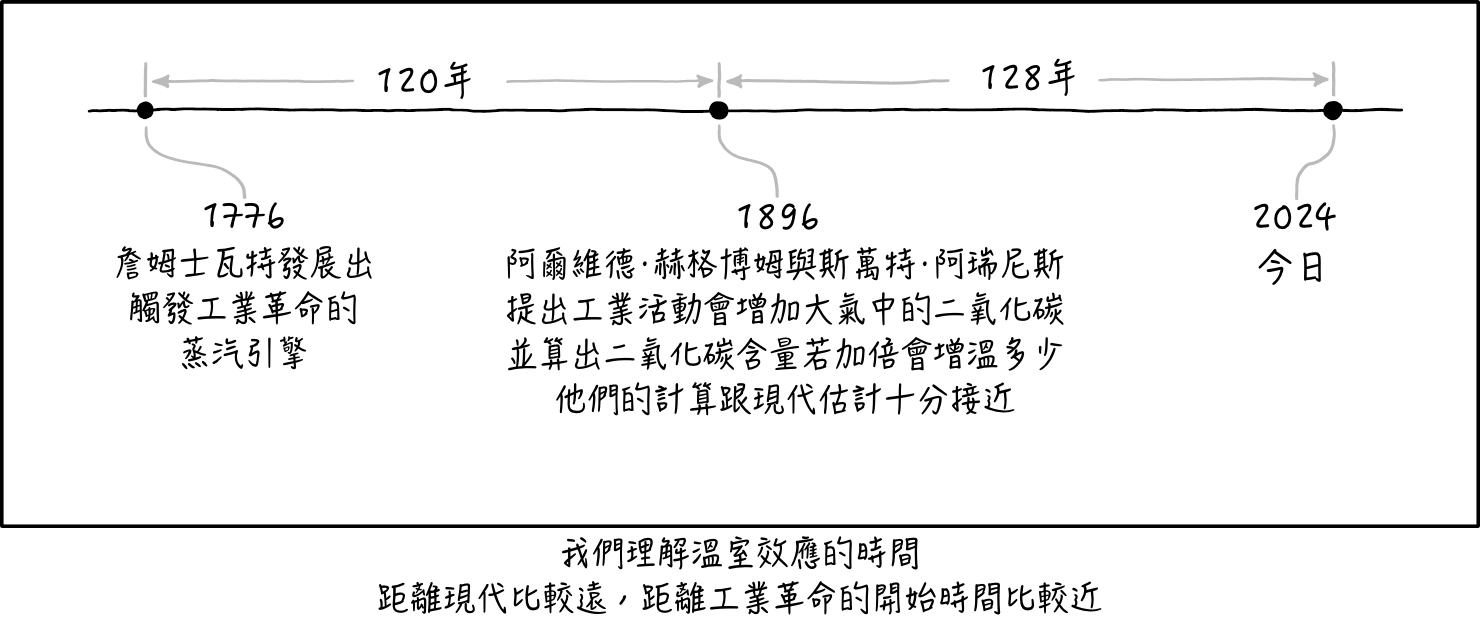 120年
128年
1776
詹姆士瓦特發展出
觸發工業革命的
蒸汽引擎
1896
阿爾維德·赫格博姆與斯萬特·阿瑞尼斯
提出工業活動會增加大氣中的二氧化碳
並算出二氧化碳含量若加倍會增溫多少
他們的計算跟現代估計十分接近
2024
今日
我們理解溫室效應的時間
距離現代比較遠，距離工業革命的開始時間比較近